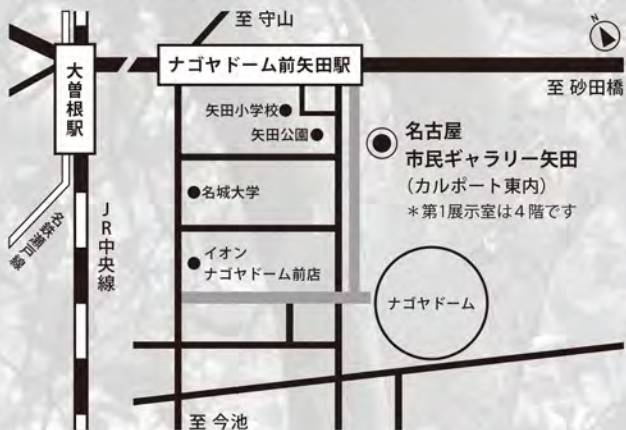 至 守山
N
大曽根駅
ナゴヤドーム前矢田駅
至 砂田橋
矢田小学校
矢田公園
名古屋
市民ギャラリー矢田
(カルポート東内)
*第1展示室は4階です
名城大学
名鉄瀬戸線
JR中央線
イオン
ナゴヤドーム前店
ナゴヤドーム
至 今池